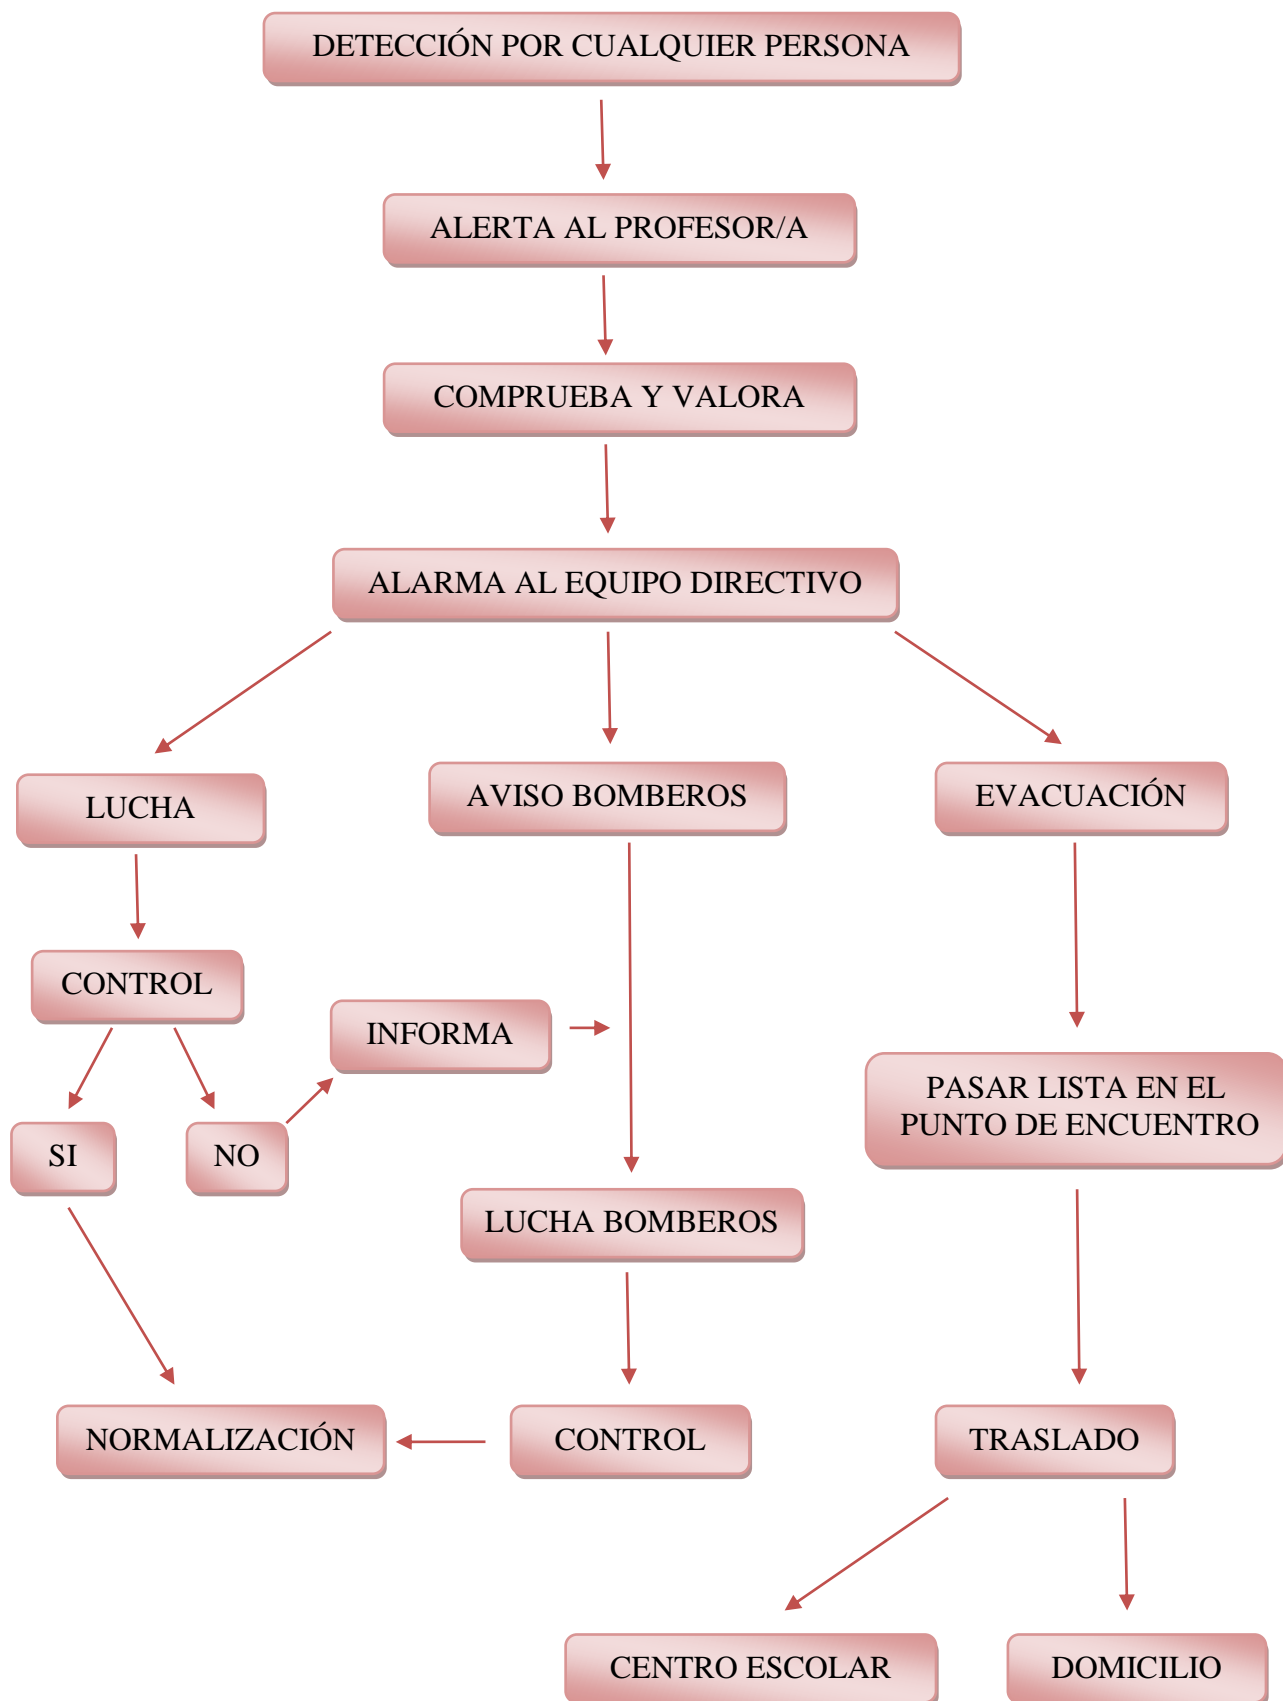 DETECCIÓN POR CUALQUIER PERSONA
ALERTA AL PROFESOR/A
COMPRUEBA Y VALORA
ALARMA AL EQUIPO DIRECTIVO
LUCHA
AVISO BOMBEROS
EVACUACIÓN
CONTROL
INFORMA
PASAR LISTA EN EL
PUNTO DE ENCUENTRO
SI
NO
LUCHA BOMBEROS
NORMALIZACIÓN
CONTROL
TRASLADO
CENTRO ESCOLAR
DOMICILIO